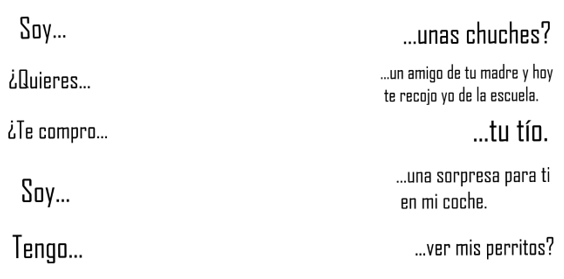 Soy...
...unas chuches?
¿Quieres...
...un amigo de tu madre y hoy
te recojo yo de la escuela.
¿Te compro...
...tu tío.
Soy...
...una sorpresa para ti
en mi coche.
Tengo...
...ver mis perritos?